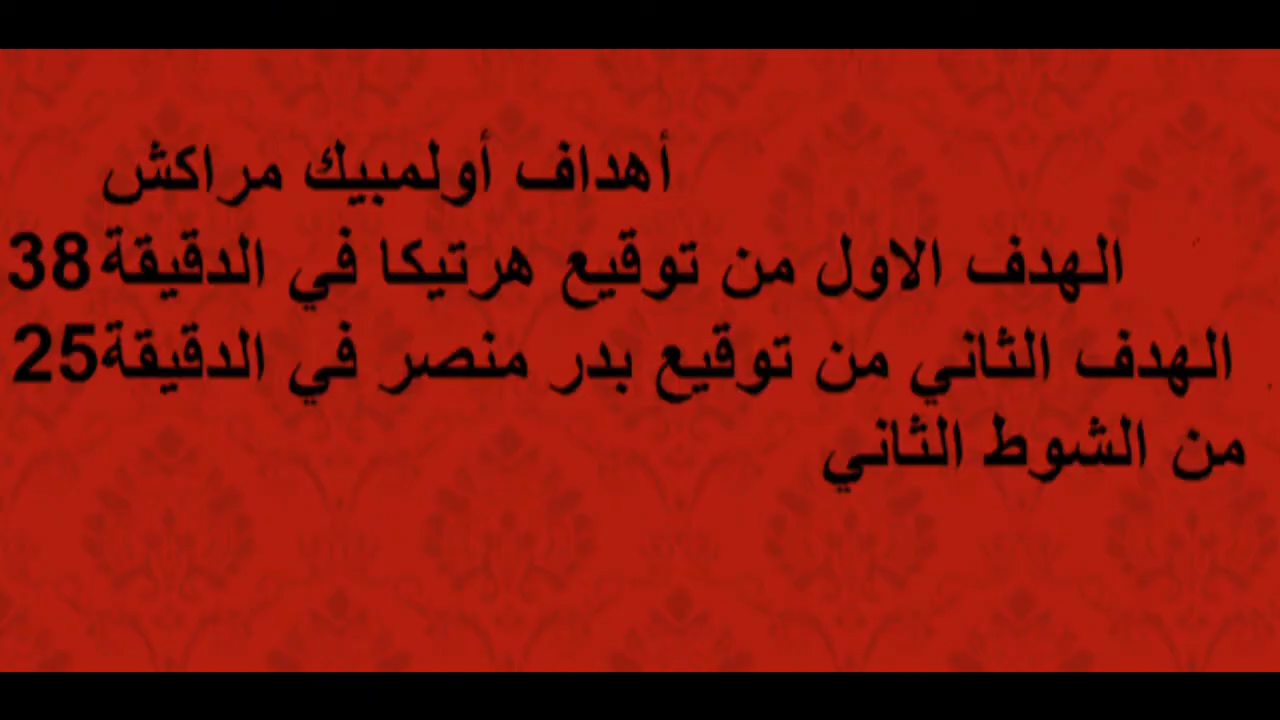 أهداف أولمبيك مراكش
الهدف الاول من توقيع هرتيكا في الدقيقة38
الهدف الثاني من توقيع بدر منصر في الدقيقة25
من الشوط الثاني